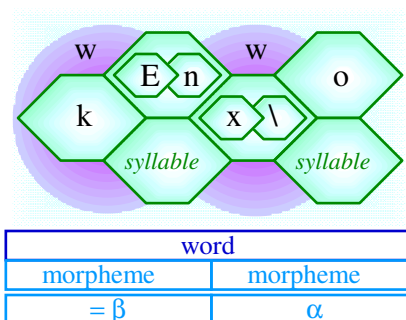 w w
E n o
k x \
syllable syllable
word
morpheme morpheme
= β α